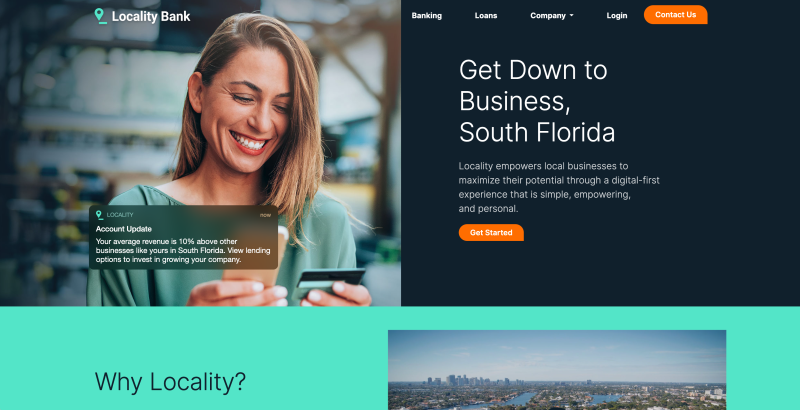 Locality Bank
Banking
Loans
Company
Login
Contact Us
Get Down to
Business,
South Florida
Locality empowers local businesses to
maximize their potential through a digital-first
experience that is simple, empowering,
and personal.
Get Started
LOCALITY
now
Account Update
Your average revenue is 10% above other
businesses like yours in South Florida. View lending
options to invest in growing your company.
Why Locality?